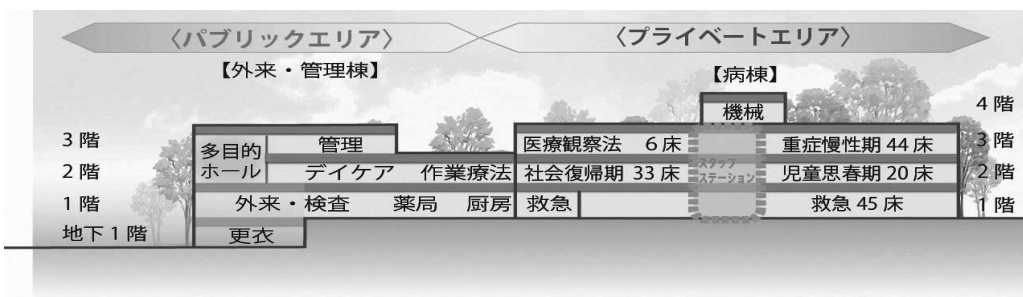 〈パブリックエリア〉 〈プライベートエリア〉
【外来・管理棟】 【病棟】
機械 4階
3階 多目的ホール 管理 医療観察法 6床 重症慢性期 44床 3階
2階 デイケア 作業療法 社会復帰期 33床 スタッフステーション 児童思春期 20床 2階
1階 外来・検査 薬局 厨房 救急 救急 45床 1階
地下1階 更衣